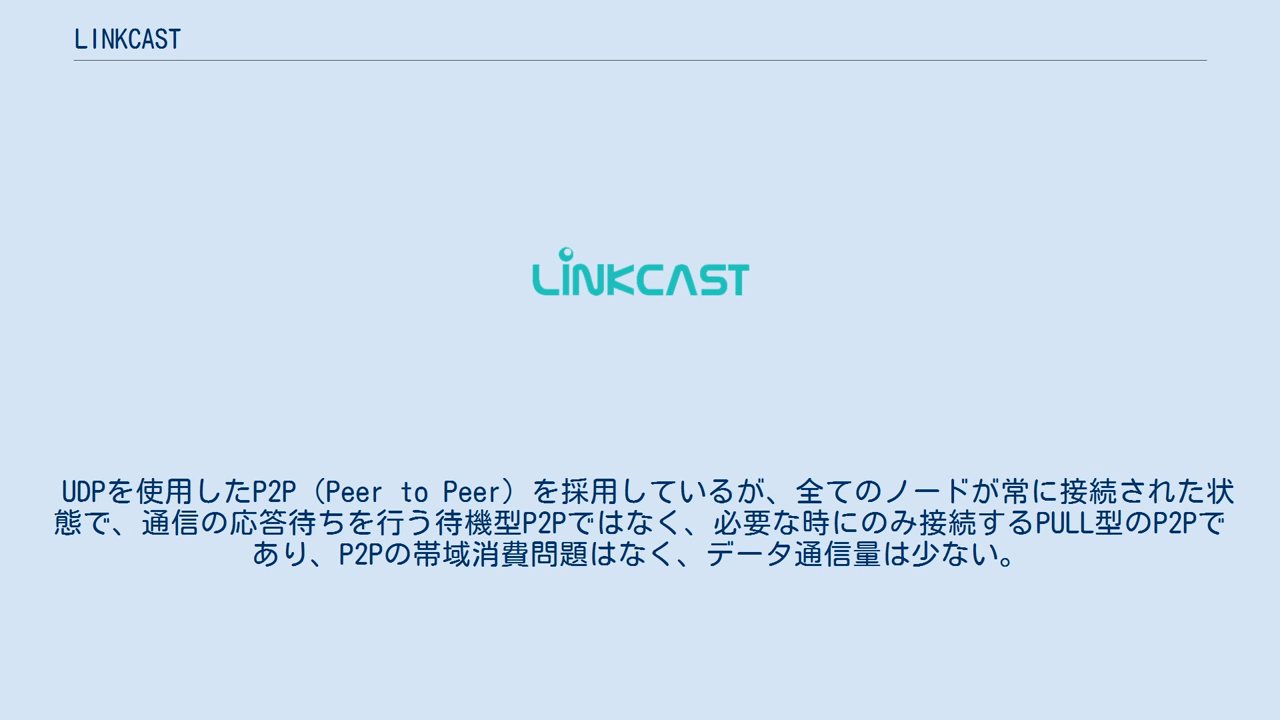 LINKCAST
LINKCAST
UDPを使用したP2P（Peer to Peer）を採用しているが、全てのノードが常に接続された状
態で、通信の応答待ちを行う待機型P2Pではなく、必要な時にのみ接続するPULL型のP2Pで
あり、P2Pの帯域消費問題はなく、データ通信量は少ない。